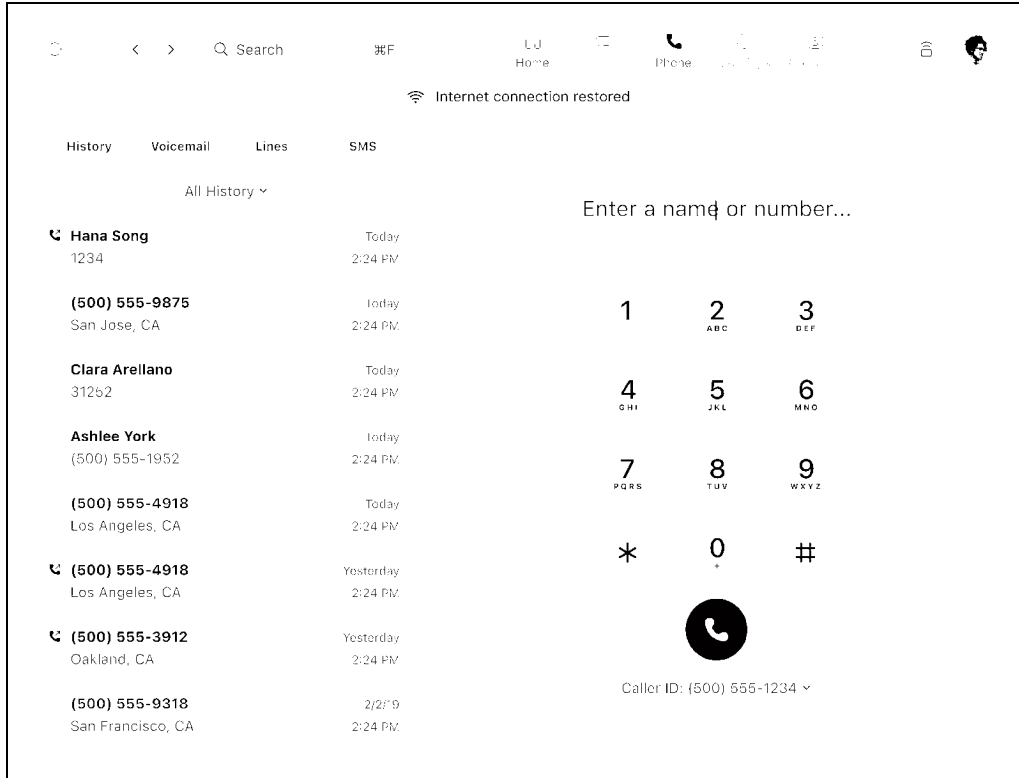 Search ⌘F
Home
Phone
Internet connection restored
History Voicemail Lines SMS
All History
Enter a name or number...
Hana Song Today
1234 2:24 PM
(500) 555-9875 Today
San Jose, CA 2:24 PM
Clara Arellano Today
31252 2:24 PM
Ashlee York Today
(500) 555-1952 2:24 PM
(500) 555-4918 Today
Los Angeles, CA 2:24 PM
(500) 555-4918 Yesterday
Los Angeles, CA 2:24 PM
(500) 555-3912 Yesterday
Oakland, CA 2:24 PM
(500) 555-9318 2/2/19
San Francisco, CA 2:24 PM
1 2 3
ABC DEF
4 5 6
GHI JKL MNO
7 8 9
PQRS TUV WXYZ
* 0 #
+
Caller ID: (500) 555-1234